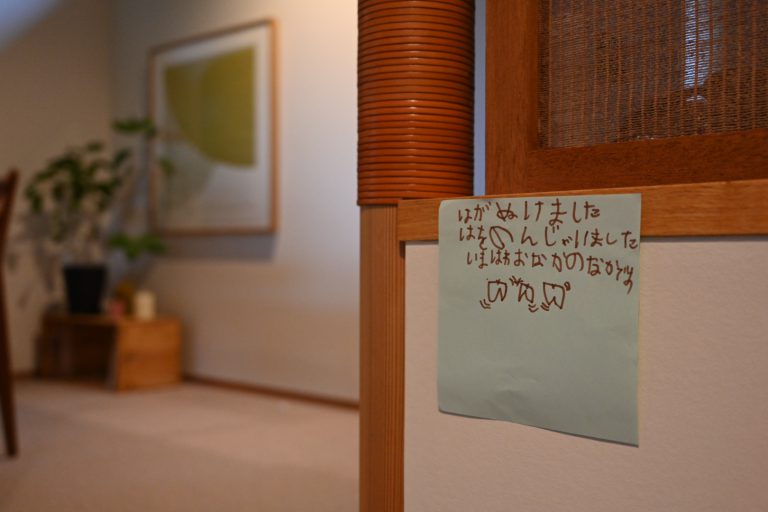 はがぬけました
はをのんじゃいました
いまはおなかのなかです